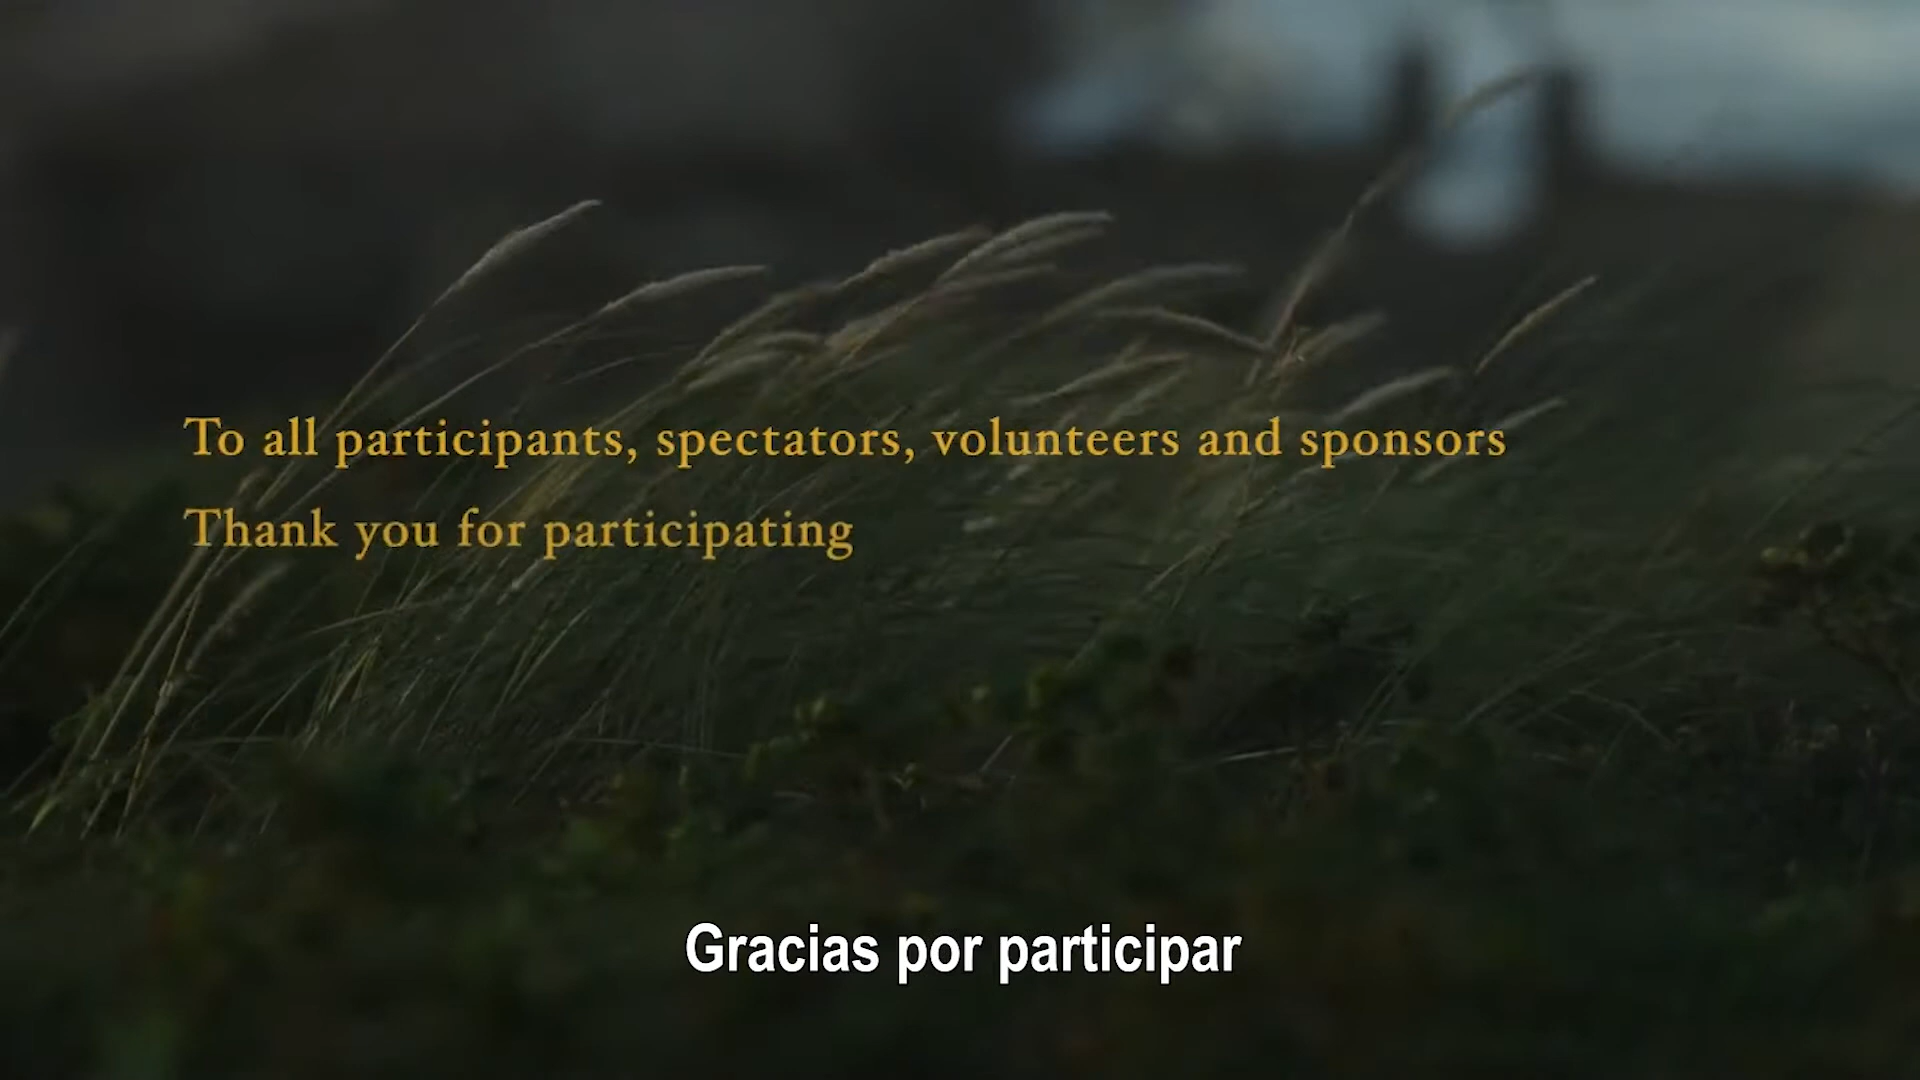 To all participants, spectators, volunteers and sponsors
Thank you for participating
Gracias por participar